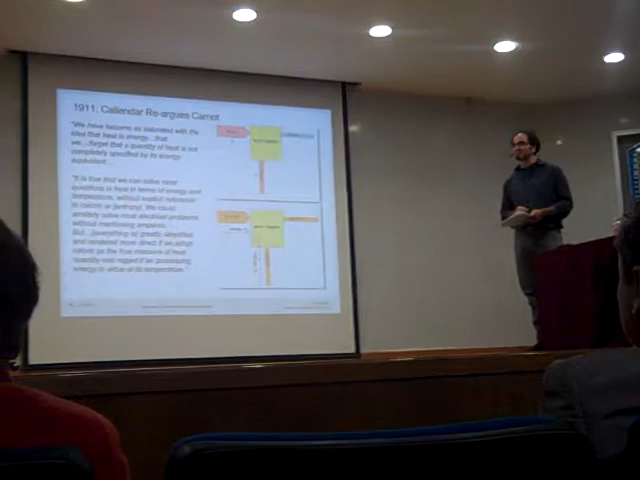 1911, Callendar Re-argues Carnot
"We have become so saturated with the
idea that heat is energy…that
we…forget that a quantity of heat is not
completely specified by its energy
equivalent…
"It is true that we can solve most
questions in heat in terms of energy and
temperature, without explicit reference
to caloric or [entropy]. We could
similarly solve most electrical problems
without mentioning amperes.
But…[everything is] greatly simplified
and rendered more direct if we adopt
caloric as the true measure of heat
quantity and regard it as possessing
energy in virtue of its temperature."